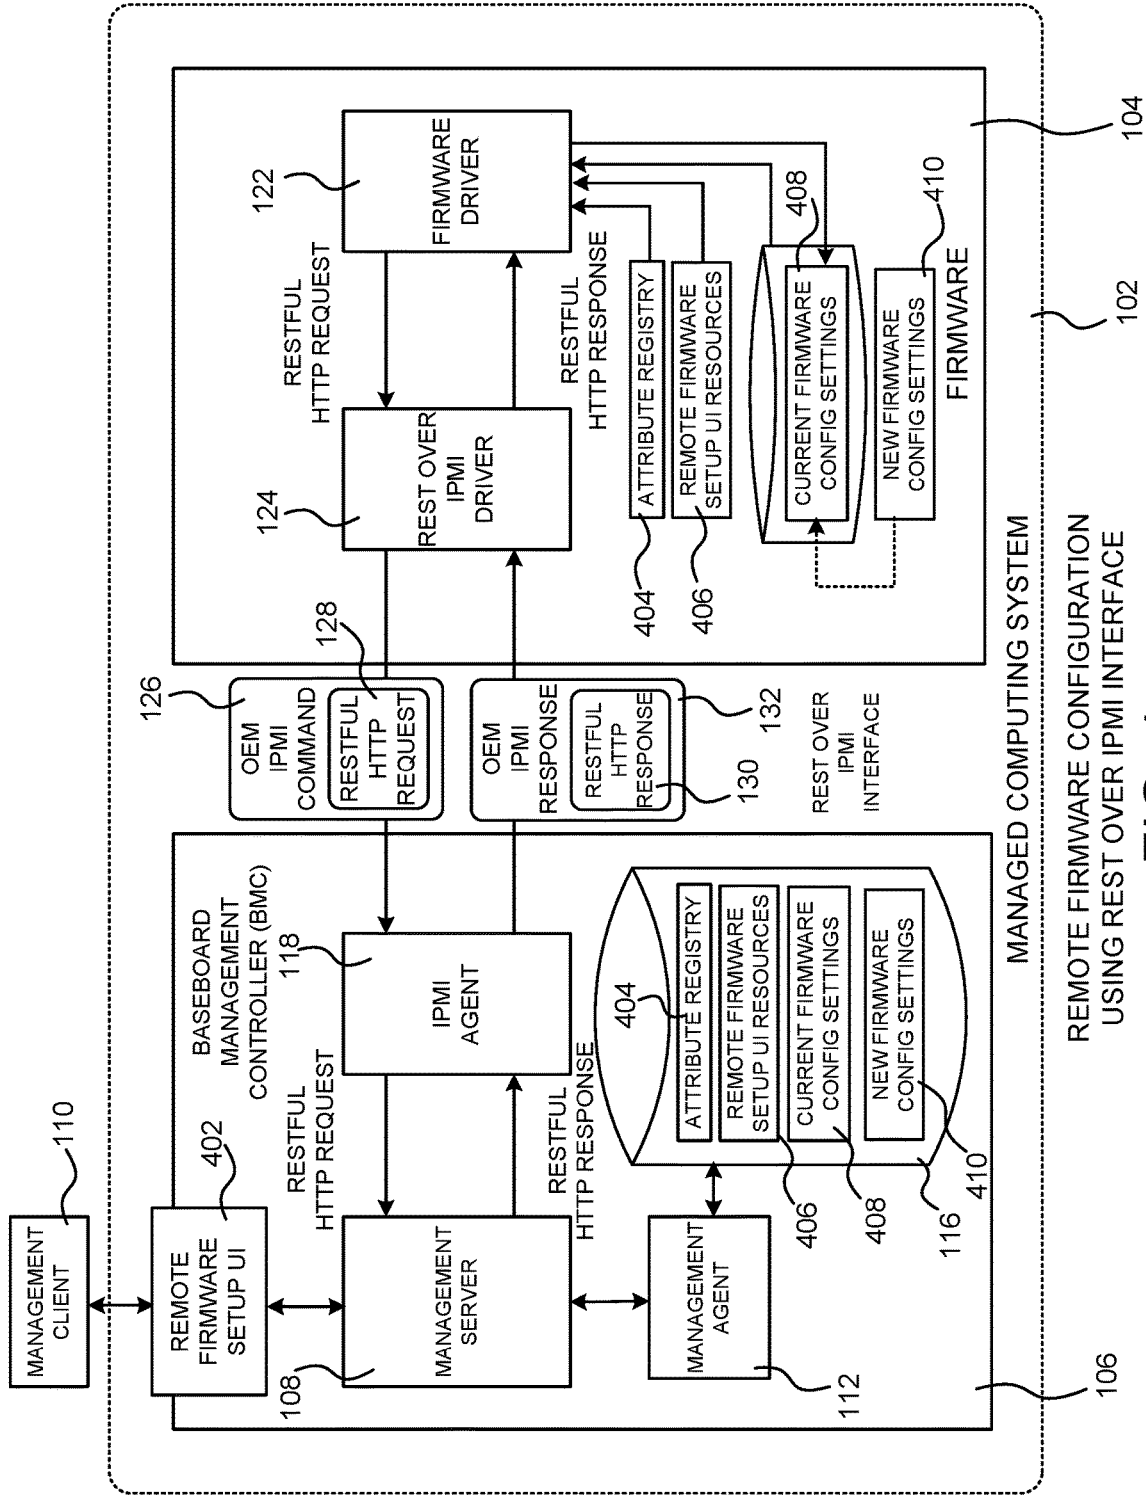 MANAGEMENT
CLIENT
110
REMOTE
FIRMWARE
SETUP UI
402
BASEBOARD
MANAGEMENT
CONTROLLER (BMC)
108
MANAGEMENT
SERVER
RESTFUL
HTTP REQUEST
RESTFUL
HTTP RESPONSE
118
IPMI
AGENT
MANAGEMENT
AGENT
112
404
ATTRIBUTE REGISTRY
REMOTE FIRMWARE
SETUP UI RESOURCES
CURRENT FIRMWARE
CONFIG SETTINGS
NEW FIRMWARE
CONFIG SETTINGS
406
408
116
410
106
126
OEM
IPMI
COMMAND
128
RESTFUL
HTTP
REQUEST
OEM
IPMI
RESPONSE
RESTFUL
HTTP
RESPONSE
130
132
REST OVER
IPMI
INTERFACE
124
REST OVER
IPMI
DRIVER
RESTFUL
HTTP REQUEST
RESTFUL
HTTP RESPONSE
122
FIRMWARE
DRIVER
404
ATTRIBUTE REGISTRY
406
REMOTE FIRMWARE
SETUP UI RESOURCES
408
CURRENT FIRMWARE
CONFIG SETTINGS
410
NEW FIRMWARE
CONFIG SETTINGS
FIRMWARE
104
102
MANAGED COMPUTING SYSTEM
REMOTE FIRMWARE CONFIGURATION
USING REST OVER IPMI INTERFACE